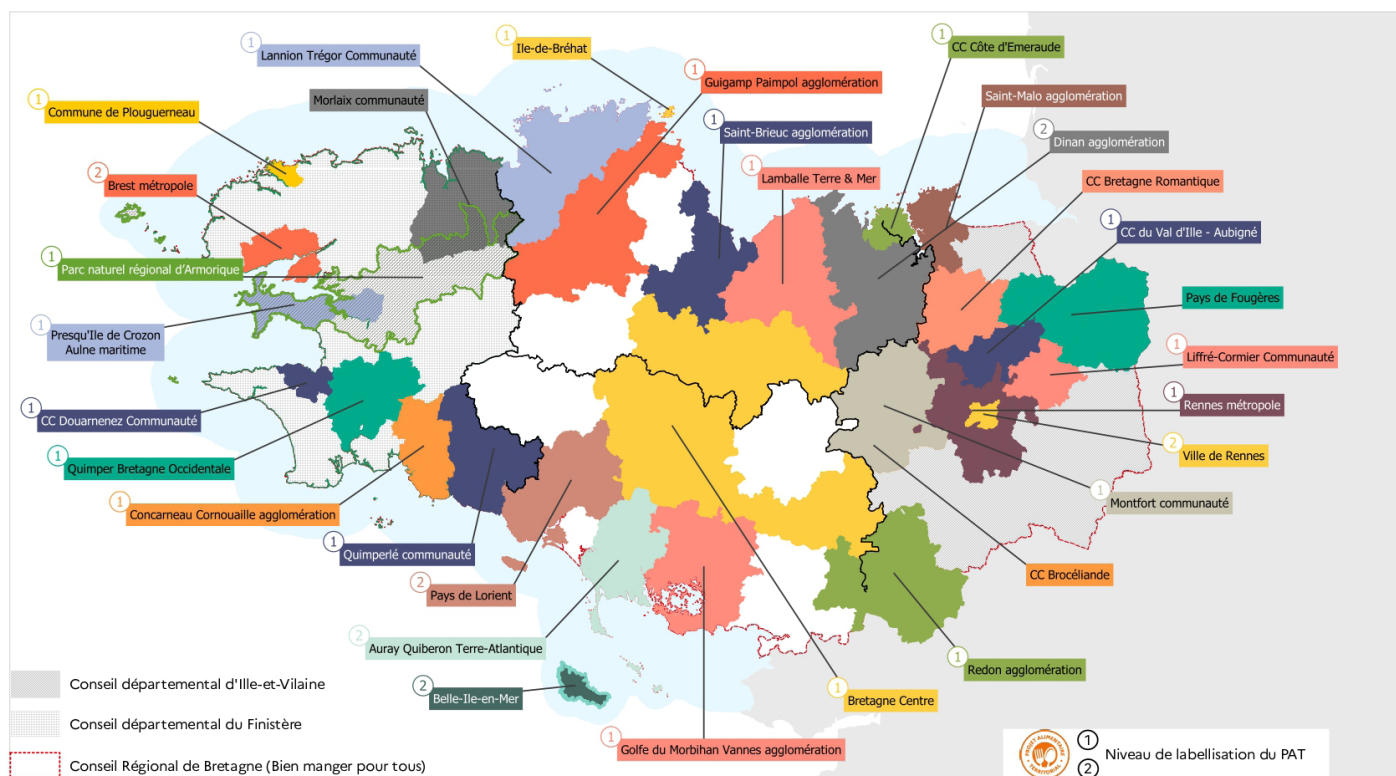 1 Lannion Trégor Communauté
1 Ile-de-Bréhat
1 CC Côte d'Emeraude
1 Guigamp Paimpol agglomération
Morlaix communauté
Saint-Malo agglomération
1 Commune de Plouguerneau
1 Saint-Brieuc agglomération
2 Dinan agglomération
1 Lamballe Terre & Mer
CC Bretagne Romantique
2 Brest métropole
1 CC du Val d'Ille - Aubigné
1 Parc naturel régional d'Armorique
Pays de Fougères
1 Presqu'Ile de Crozon
Aulne maritime
1 Liffré-Cormier Communauté
1 Rennes métropole
1 CC Douarnenez Communauté
2 Ville de Rennes
1 Quimper Bretagne Occidentale
1 Montfort communauté
1 Concarneau Cornouaille agglomération
1 Quimperlé communauté
CC Brocéliande
2 Pays de Lorient
2 Auray Quiberon Terre-Atlantique
1 Redon agglomération
2 Belle-Ile-en-Mer
1 Bretagne Centre
1 Golfe du Morbihan Vannes agglomération
Conseil départemental d'Ille-et-Vilaine
Conseil départemental du Finistère
Conseil Régional de Bretagne (Bien manger pour tous)
PROJET ALIMENTAIRE
TERRITORIAL
1
2
Niveau de labellisation du PAT